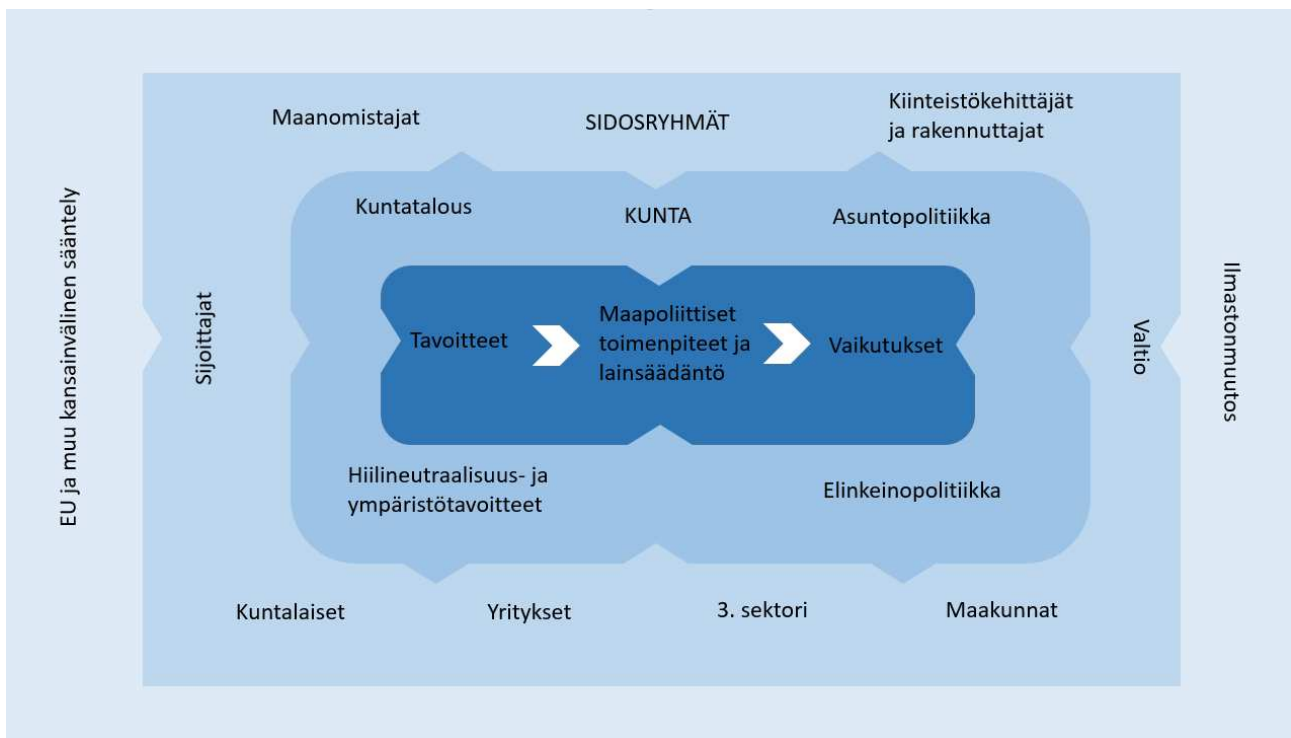 Maanomistajat
SIDOSRYHMÄT
Kiinteistökehittäjät
ja rakennuttajat
EU ja muu kansainvälinen sääntely
Sijoittajat
Kuntatalous
KUNTA
Asuntopolitiikka
Tavoitteet
Maapoliittiset
toimenpiteet ja
lainsäädäntö
Vaikutukset
Valtio
Ilmastonmuutos
Hiilineutraalisuus- ja
ympäristötavoitteet
Elinkeinopolitiikka
Kuntalaiset
Yritykset
3. sektori
Maakunnat